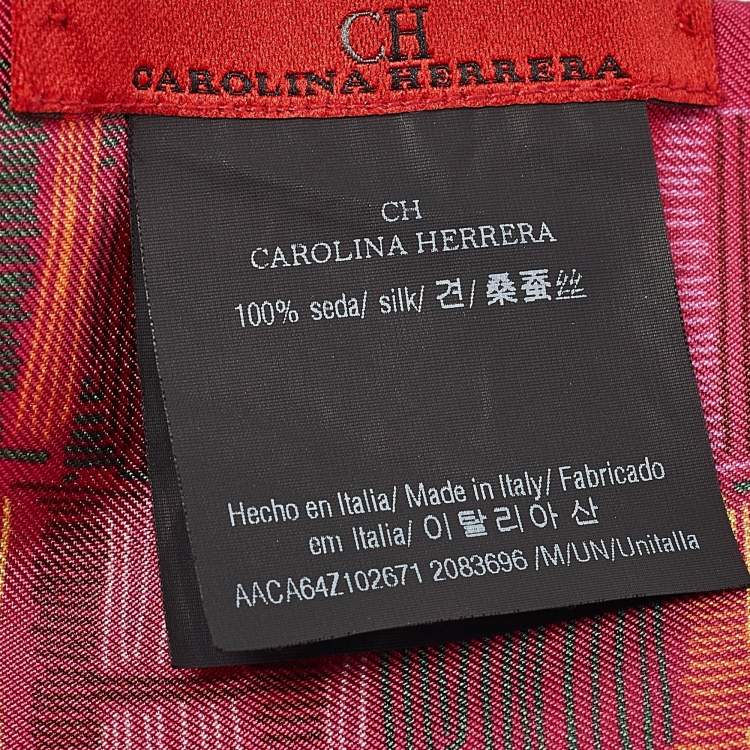 CH
CAROLINA HERRERA
CH
CAROLINA HERRERA
100% seda/ silk/ 견/ 桑蚕丝
Hecho en Italia/ Made in Italy/ Fabricado
em Italia/ 이탈리아 산
AACA64Z102671 2083696 /M/UN/Unitalla